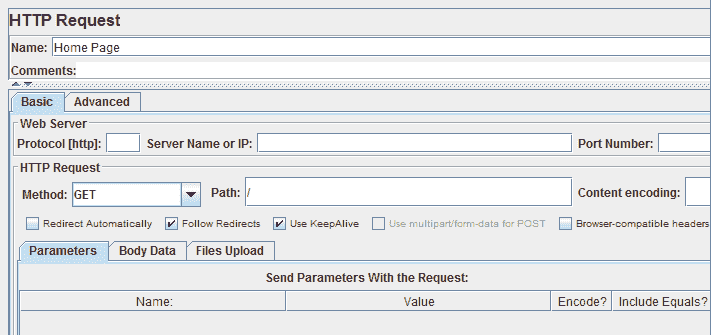 HTTP Request
Name: Home Page
Comments:
Basic Advanced
Web Server
Protocol [http]: Server Name or IP: Port Number:
HTTP Request
Method: GET Path: / Content encoding:
Redirect Automatically Follow Redirects Use KeepAlive Use multipart/form-data for POST Browser-compatible headers
Parameters Body Data Files Upload
Send Parameters With the Request:
Name: Value Encode? Include Equals?